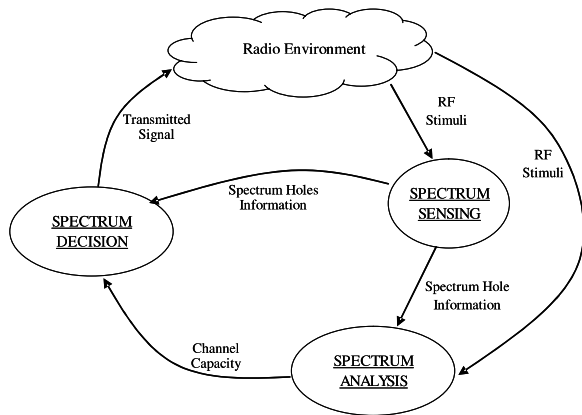 Radio Environment
RF
Stimuli
Transmitted
Signal
RF
Stimuli
Spectrum Holes
Information
SPECTRUM
SENSING
SPECTRUM
DECISION
Spectrum Hole
Information
Channel
Capacity
SPECTRUM
ANALYSIS